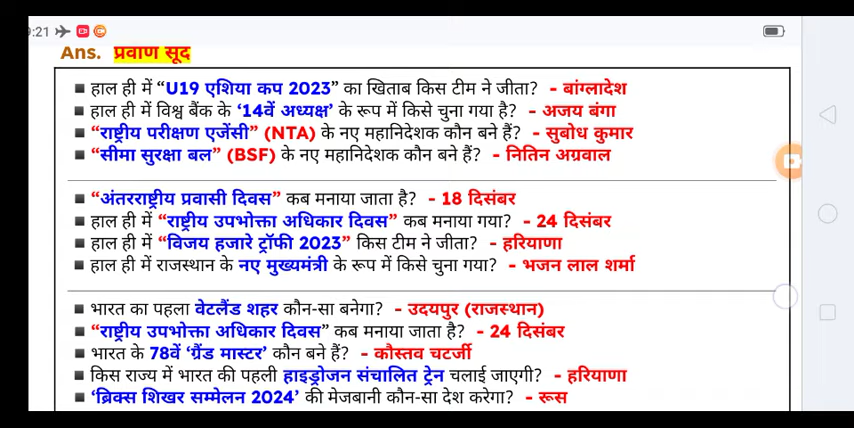 :21
Ans. प्रवाण सूद
■ हाल ही में “U19 एशिया कप 2023” का खिताब किस टीम ने जीता? - बांग्लादेश
■ हाल ही में विश्व बैंक के ‘14वें अध्यक्ष’ के रूप में किसे चुना गया है? - अजय बंगा
■ “राष्ट्रीय परीक्षण एजेंसी” (NTA) के नए महानिदेशक कौन बने हैं? - सुबोध कुमार
■ “सीमा सुरक्षा बल” (BSF) के नए महानिदेशक कौन बने हैं? - नितिन अग्रवाल
■ “अंतरराष्ट्रीय प्रवासी दिवस” कब मनाया जाता है? - 18 दिसंबर
■ हाल ही में “राष्ट्रीय उपभोक्ता अधिकार दिवस” कब मनाया गया? - 24 दिसंबर
■ हाल ही में “विजय हजारे ट्रॉफी 2023” किस टीम ने जीता? - हरियाणा
■ हाल ही में राजस्थान के नए मुख्यमंत्री के रूप में किसे चुना गया? - भजन लाल शर्मा
■ भारत का पहला वेटलैंड शहर कौन-सा बनेगा? - उदयपुर (राजस्थान)
■ “राष्ट्रीय उपभोक्ता अधिकार दिवस” कब मनाया जाता है? - 24 दिसंबर
■ भारत के 78वें ‘ग्रैंड मास्टर’ कौन बने हैं? - कौस्तव चटर्जी
■ किस राज्य में भारत की पहली हाइड्रोजन संचालित ट्रेन चलाई जाएगी? - हरियाणा
■ ‘ब्रिक्स शिखर सम्मेलन 2024’ की मेजबानी कौन-सा देश करेगा? - रूस